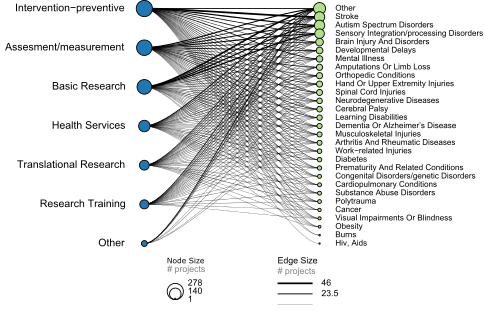 Intervention−preventive
Assesment/measurement
Basic Research
Health Services
Translational Research
Research Training
Other
Other
Stroke
Autism Spectrum Disorders
Sensory Integration/processing Disorders
Brain Injury And Disorders
Developmental Delays
Mental Illness
Amputations Or Limb Loss
Orthopedic Conditions
Hand Or Upper Extremity Injuries
Spinal Cord Injuries
Neurodegenerative Diseases
Cerebral Palsy
Learning Disabilities
Dementia Or Alzheimer's Disease
Musculoskeletal Injuries
Arthritis And Rheumatic Diseases
Work−related Injuries
Diabetes
Prematurity And Related Conditions
Congenital Disorders/genetic Disorders
Cardiopulmonary Conditions
Substance Abuse Disorders
Polytrauma
Cancer
Visual Impairments Or Blindness
Obesity
Burns
Hiv, Aids
Node Size
# projects
278
140
1
Edge Size
# projects
46
23.5